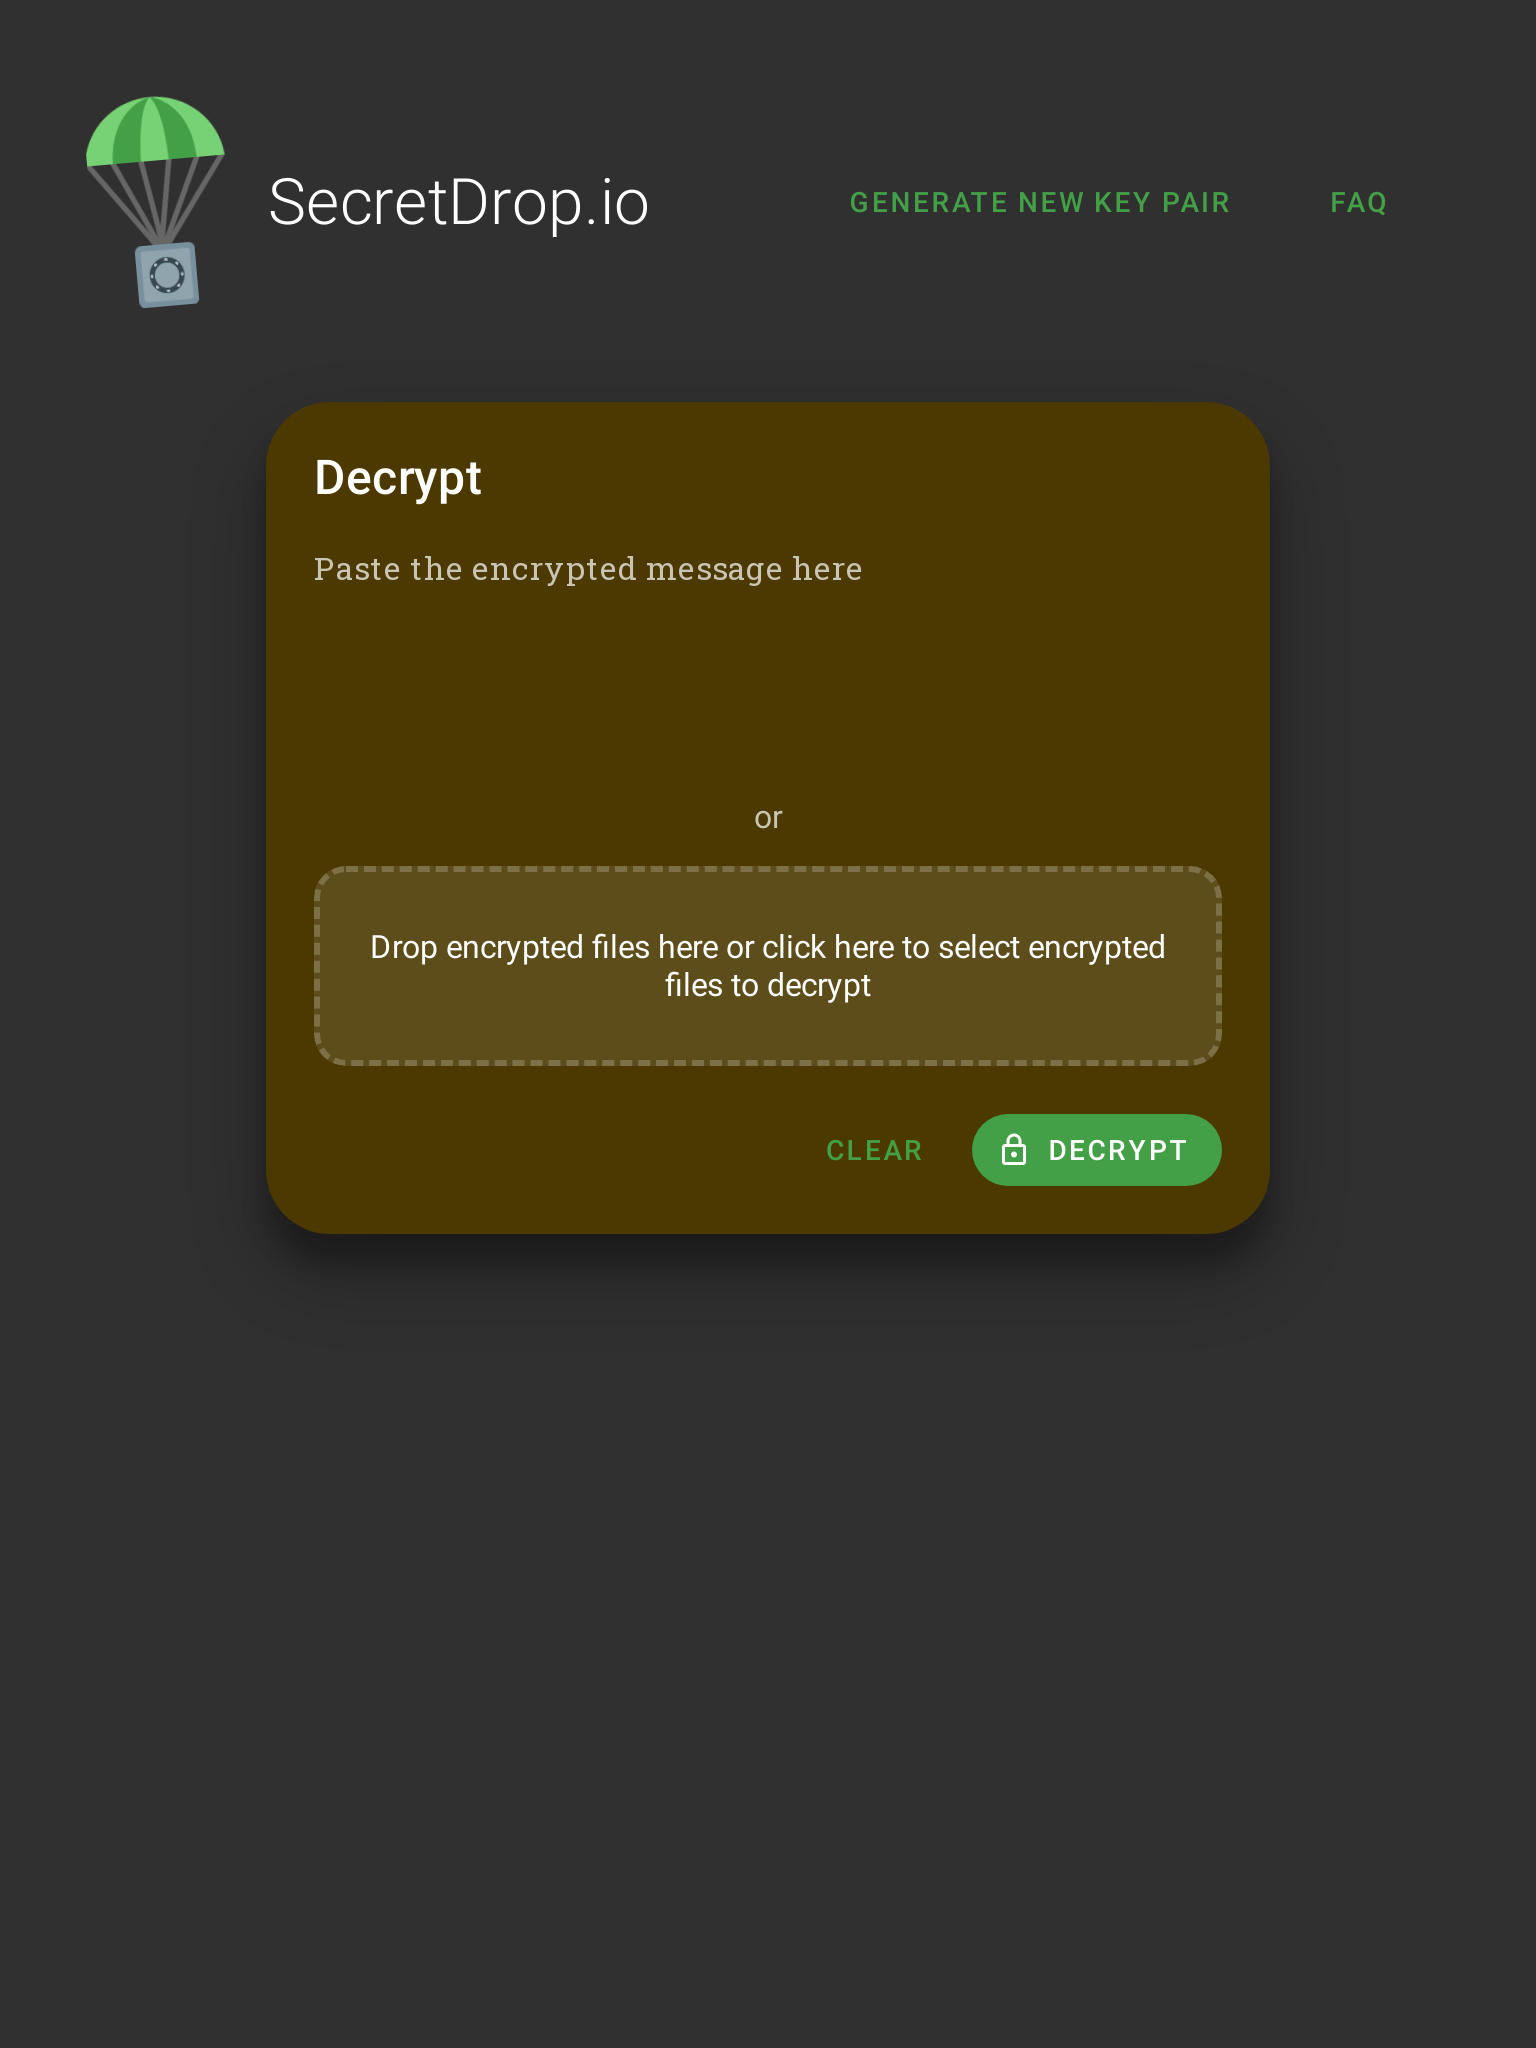 SecretDrop.io
GENERATE NEW KEY PAIR
FAQ
Decrypt
Paste the encrypted message here
or
Drop encrypted files here or click here to select encrypted
files to decrypt
CLEAR
DECRYPT